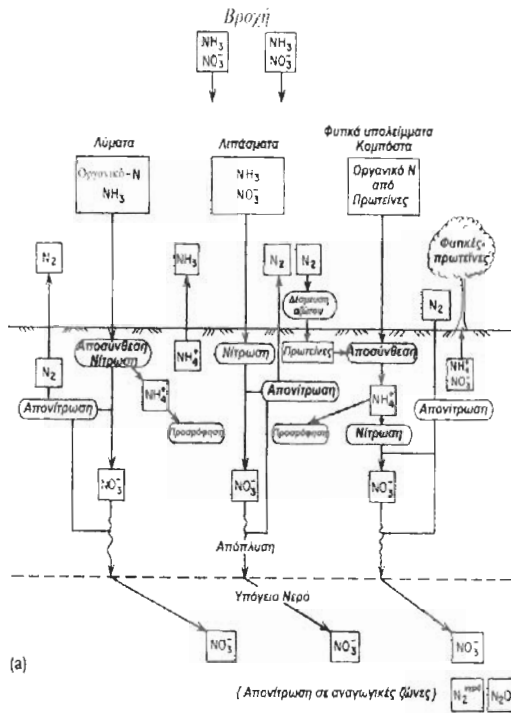 Βροχή
NH3 NH3
NO3- NO3-
Λύματα Λιπάσματα Φυτικά υπολείμματα
Κομπόστα
Οργανικό-N NH3 Οργανικό N
NH3 NO3- από
Πρωτεΐνες
Φυτικές
πρωτεΐνες
N2 NH3 N2 N2 N2
Δέσμευση
αζώτου
Αποσύνθεση NH4+ Νίτρωση Πρωτεΐνες Αποσύνθεση NH4+
Νίτρωση NO3-
N2
Απονίτρωση NH4+ Απονίτρωση NH4+ Απονίτρωση
Προσρόφηση Προσρόφηση Νίτρωση
NO3- NO3- NO3-
Απόπλυση
Υπόγειο Νερό
NO3- NO3- NO3-
(a)
{Απονίτρωση σε αναγωγικές ζώνες} N2 νερό N2O